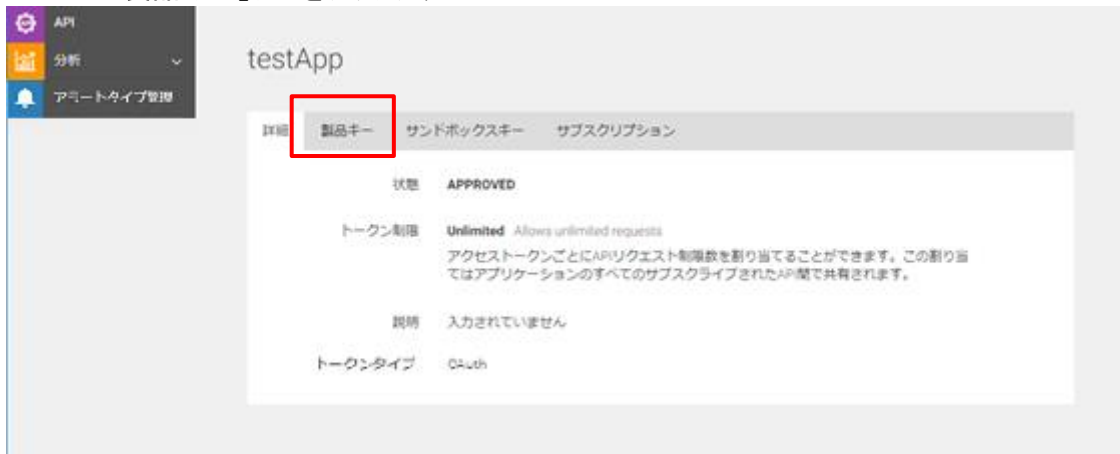 API
分析
testApp
アラートタイプ管理
詳細 製品キー サンドボックスキー サブスクリプション
状態 APPROVED
トークン制限 Unlimited Allows unlimited requests
アクセストークンごとにAPIリクエスト制限数を割り当てることができます。この割り当
てはアプリケーションのすべてのサブスクライブされたAPI間で共有されます。
説明 入力されていません
トークンタイプ OAuth